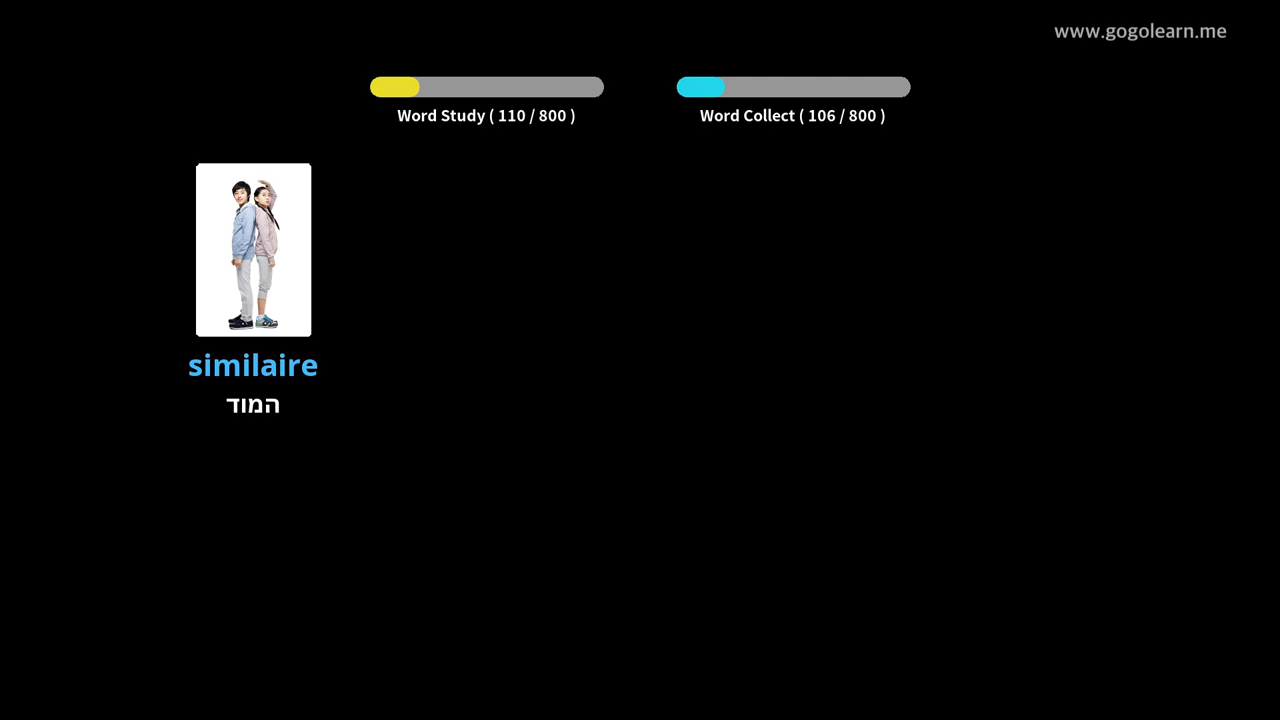 www.gogolearn.me
Word Study ( 110 / 800 )
Word Collect ( 106 / 800 )
similaire
המוד